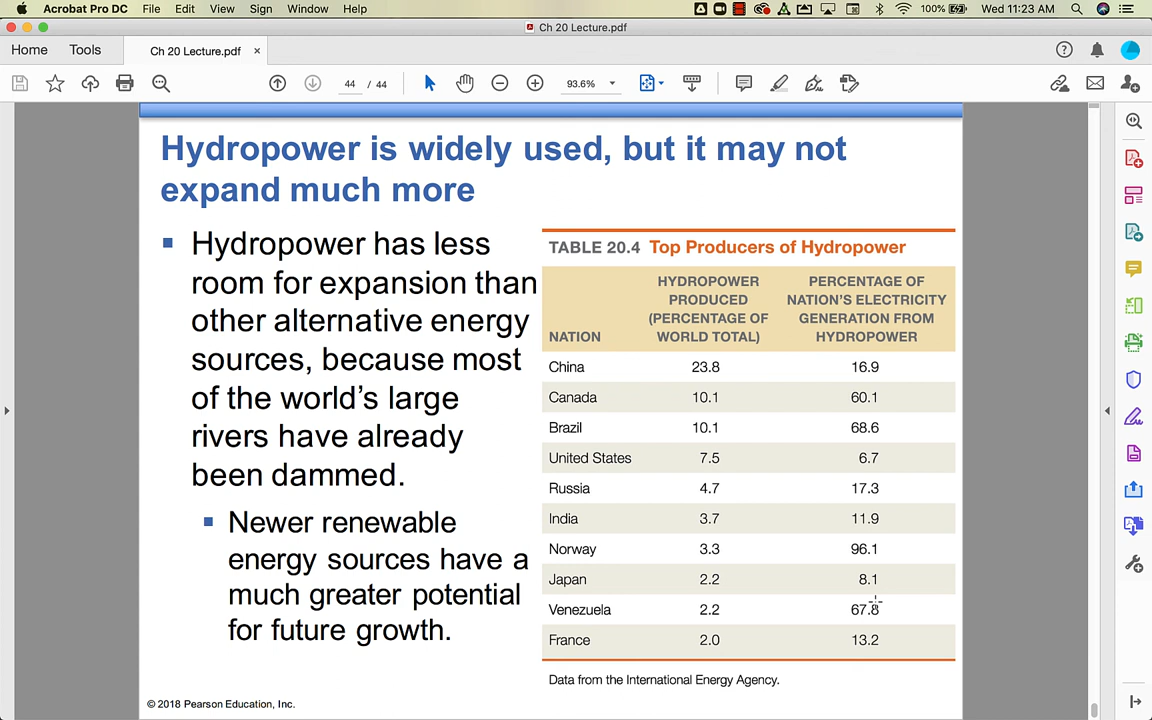 Acrobat Pro DC File Edit View Sign Window Help 100% Wed 11:23 AM
Ch 20 Lecture.pdf
Home Tools Ch 20 Lecture.pdf ×
44 / 44 93.6%
Hydropower is widely used, but it may not
expand much more
Hydropower has less
room for expansion than
other alternative energy
sources, because most
of the world's large
rivers have already
been dammed.
Newer renewable
energy sources have a
much greater potential
for future growth.
TABLE 20.4 Top Producers of Hydropower
NATION
HYDROPOWER
PRODUCED
(PERCENTAGE OF
WORLD TOTAL)
PERCENTAGE OF
NATION'S ELECTRICITY
GENERATION FROM
HYDROPOWER
China 23.8 16.9
Canada 10.1 60.1
Brazil 10.1 68.6
United States 7.5 6.7
Russia 4.7 17.3
India 3.7 11.9
Norway 3.3 96.1
Japan 2.2 8.1
Venezuela 2.2 67.8
France 2.0 13.2
Data from the International Energy Agency.
© 2018 Pearson Education, Inc.